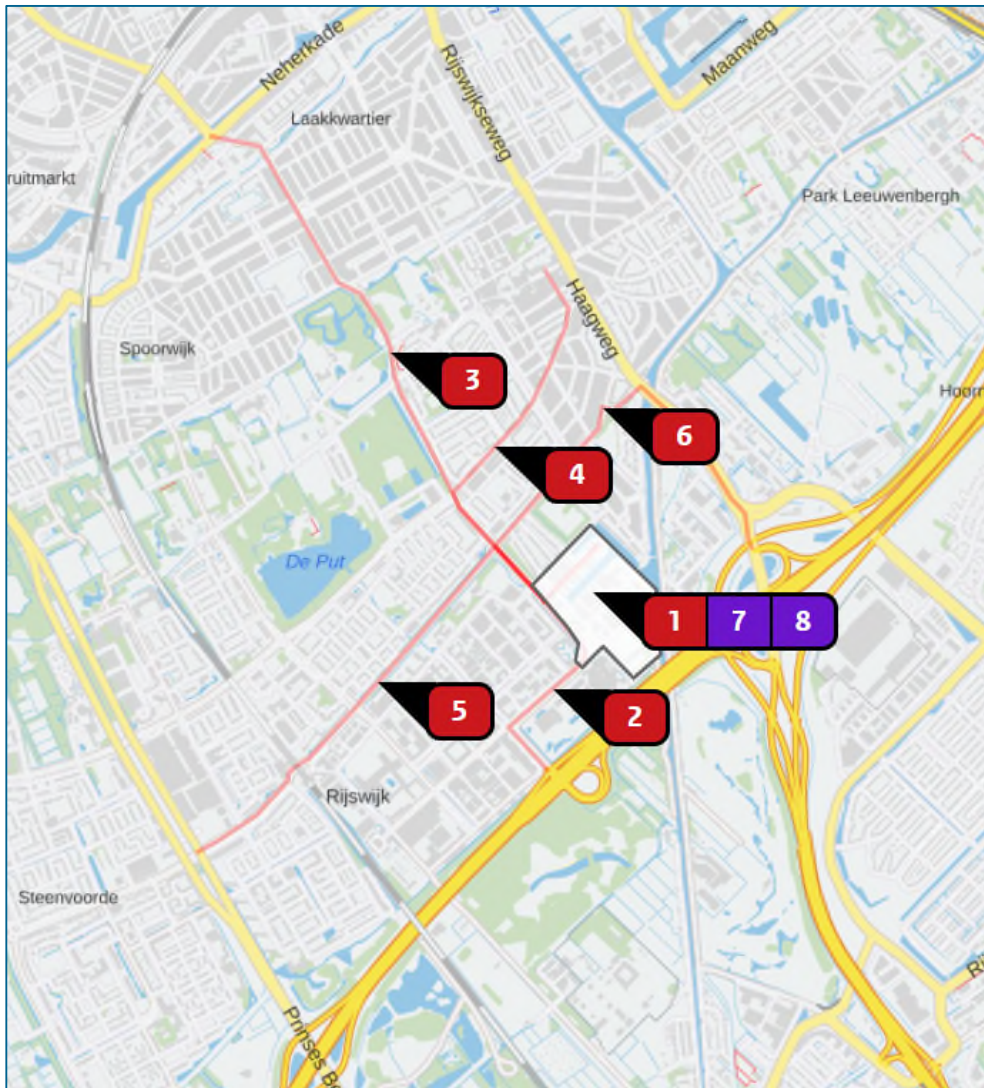 Neherkade
Rijswijkseweg
Maanweg
Laakkwartier
ruitmarkt
Park Leeuwenbergh
Haagweg
Spoorwijk
3
Hoorn
6
4
De Put
1 7 8
5
2
Rijswijk
Steenvoorde
Prinses Be